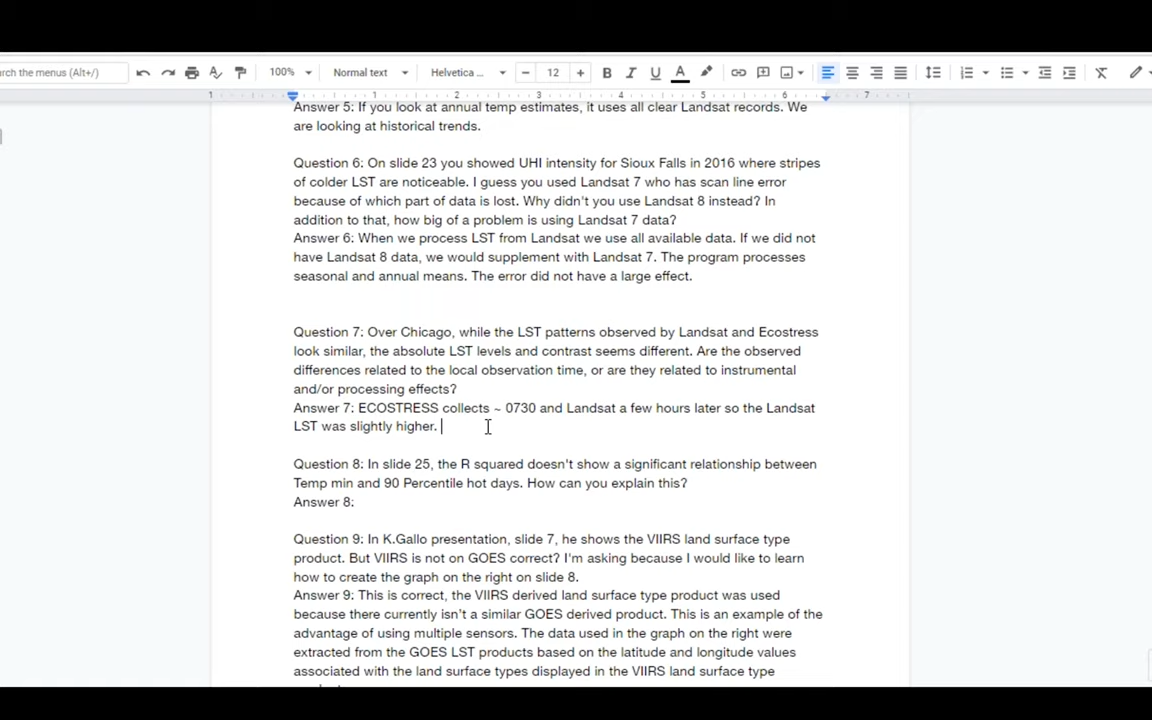 rch the menus (Alt+/)
100%
Normal text
Helvetica ...
12
B I U A
1 1 2 3 4 5 6 7
Answer 5: If you look at annual temp estimates, it uses all clear Landsat records. We
are looking at historical trends.
Question 6: On slide 23 you showed UHI intensity for Sioux Falls in 2016 where stripes
of colder LST are noticeable. I guess you used Landsat 7 who has scan line error
because of which part of data is lost. Why didn't you use Landsat 8 instead? In
addition to that, how big of a problem is using Landsat 7 data?
Answer 6: When we process LST from Landsat we use all available data. If we did not
have Landsat 8 data, we would supplement with Landsat 7. The program processes
seasonal and annual means. The error did not have a large effect.
Question 7: Over Chicago, while the LST patterns observed by Landsat and Ecostress
look similar, the absolute LST levels and contrast seems different. Are the observed
differences related to the local observation time, or are they related to instrumental
and/or processing effects?
Answer 7: ECOSTRESS collects ~ 0730 and Landsat a few hours later so the Landsat
LST was slightly higher.
Question 8: In slide 25, the R squared doesn't show a significant relationship between
Temp min and 90 Percentile hot days. How can you explain this?
Answer 8:
Question 9: In K.Gallo presentation, slide 7, he shows the VIIRS land surface type
product. But VIIRS is not on GOES correct? I'm asking because I would like to learn
how to create the graph on the right on slide 8.
Answer 9: This is correct, the VIIRS derived land surface type product was used
because there currently isn't a similar GOES derived product. This is an example of the
advantage of using multiple sensors. The data used in the graph on the right were
extracted from the GOES LST products based on the latitude and longitude values
associated with the land surface types displayed in the VIIRS land surface type